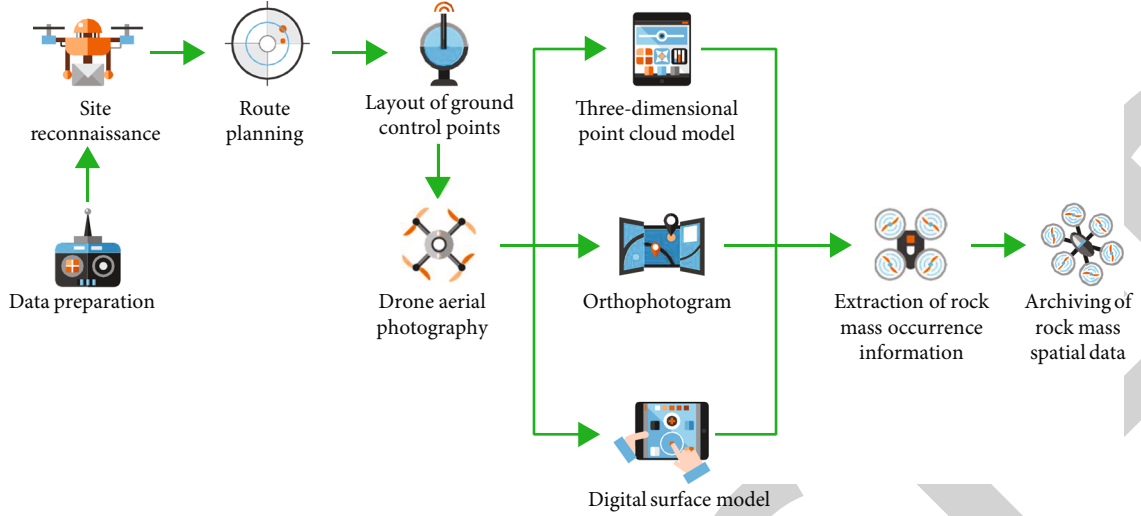 Site
reconnaissance
Route
planning
Layout of ground
control points
Three-dimensional
point cloud model
Data preparation
Drone aerial
photography
Orthophotogram
Extraction of rock
mass occurrence
information
Archiving of
rock mass
spatial data
Digital surface model